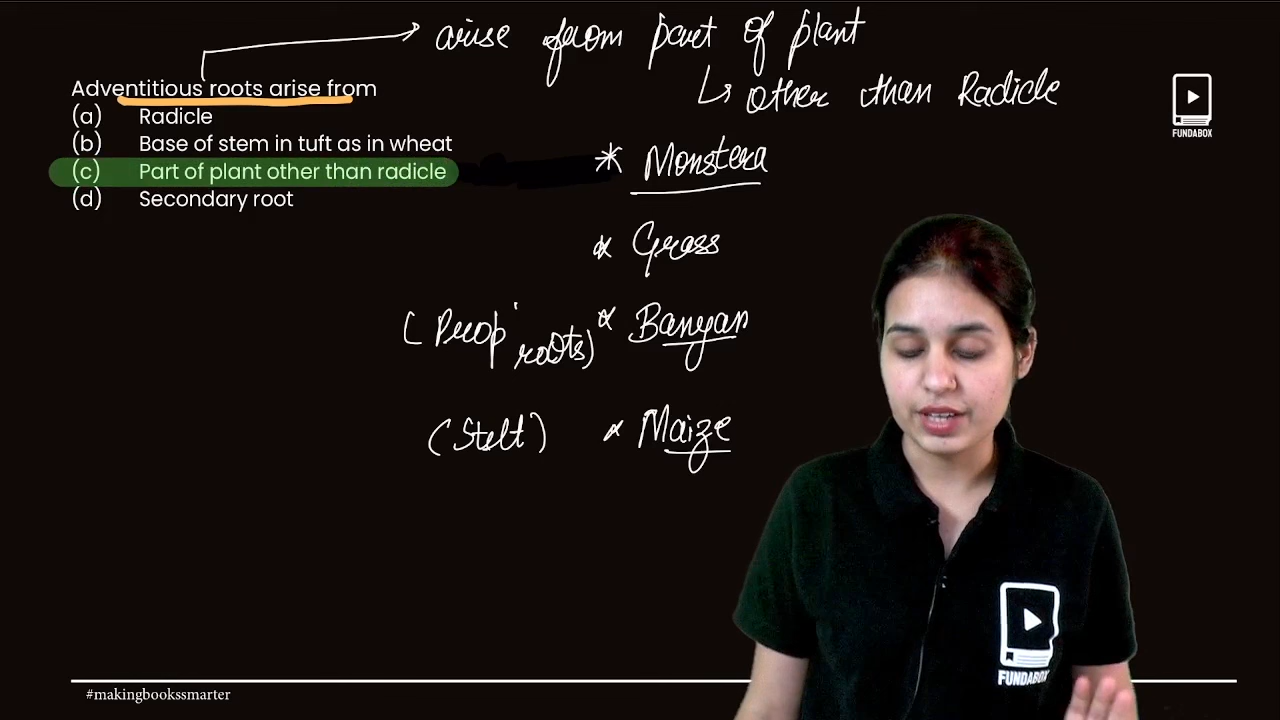 arise from part of plant
Adventitious roots arise from
↳ other than Radicle
(a) Radicle
(b) Base of stem in tuft as in wheat
(c) Part of plant other than radicle
(d) Secondary root
FUNDABOX
* Monstera
* Grass
(Prop roots) * Banyan
(Stilt) * Maize
FUNDABOX
#makingbookssmarter